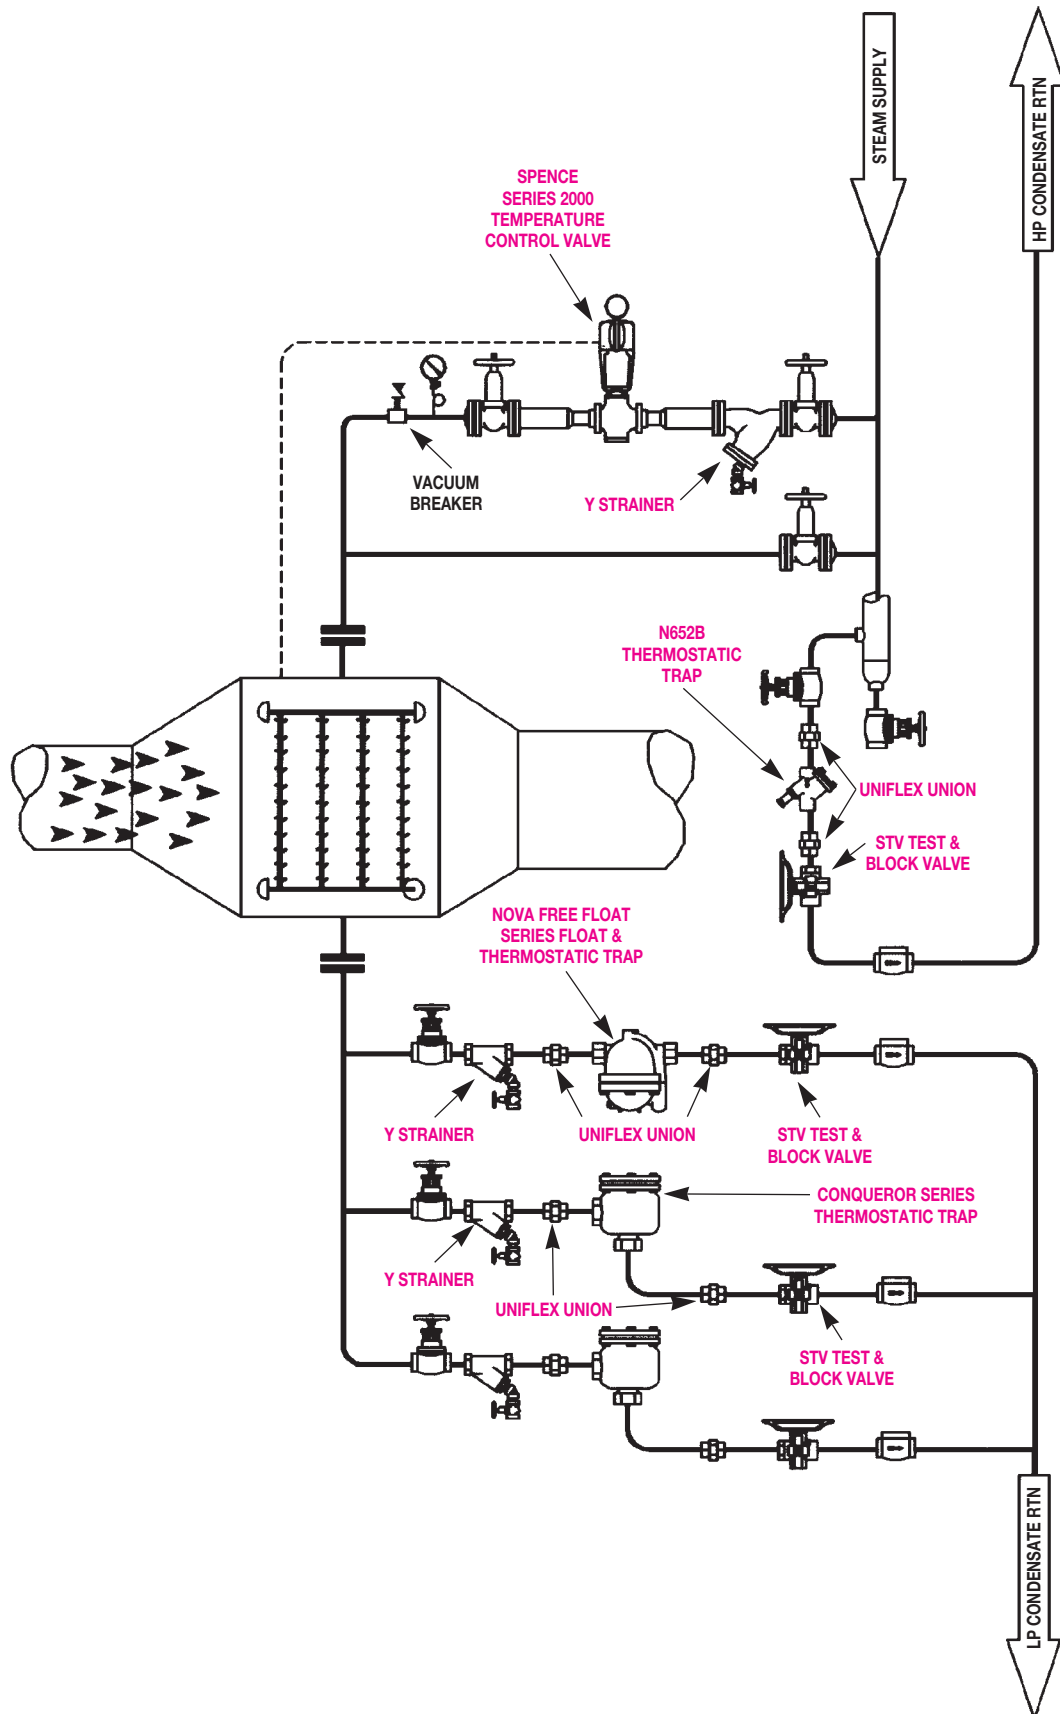 STEAM SUPPLY
HP CONDENSATE RTN
SPENCE
SERIES 2000
TEMPERATURE
CONTROL VALVE
VACUUM
BREAKER
Y STRAINER
N652B
THERMOSTATIC
TRAP
UNIFLEX UNION
STV TEST &
BLOCK VALVE
NOVA FREE FLOAT
SERIES FLOAT &
THERMOSTATIC TRAP
Y STRAINER
UNIFLEX UNION
STV TEST &
BLOCK VALVE
CONQUEROR SERIES
THERMOSTATIC TRAP
Y STRAINER
UNIFLEX UNION
STV TEST &
BLOCK VALVE
LP CONDENSATE RTN